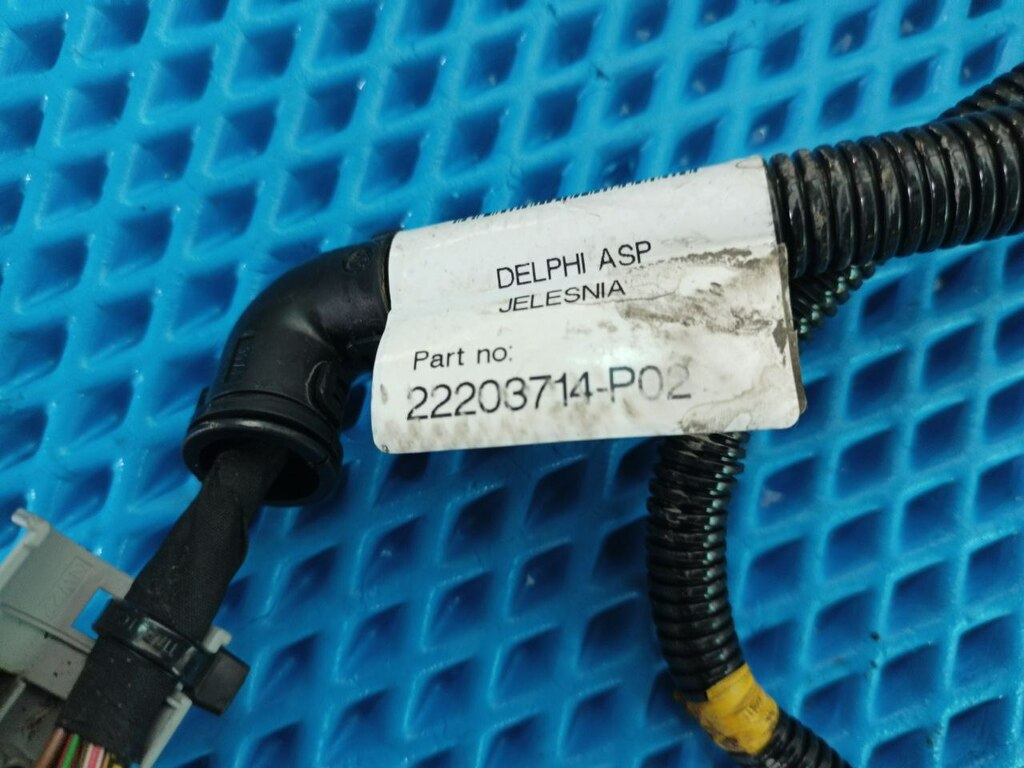 DELPHI ASP
JELESNIA
Part no:
22203714-P02